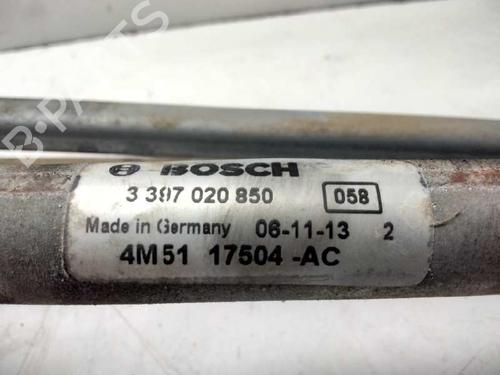 B-PARTS
BOSCH
3 397 020 850 058
Made in Germany 06-11-13 2
4M51 17504-AC